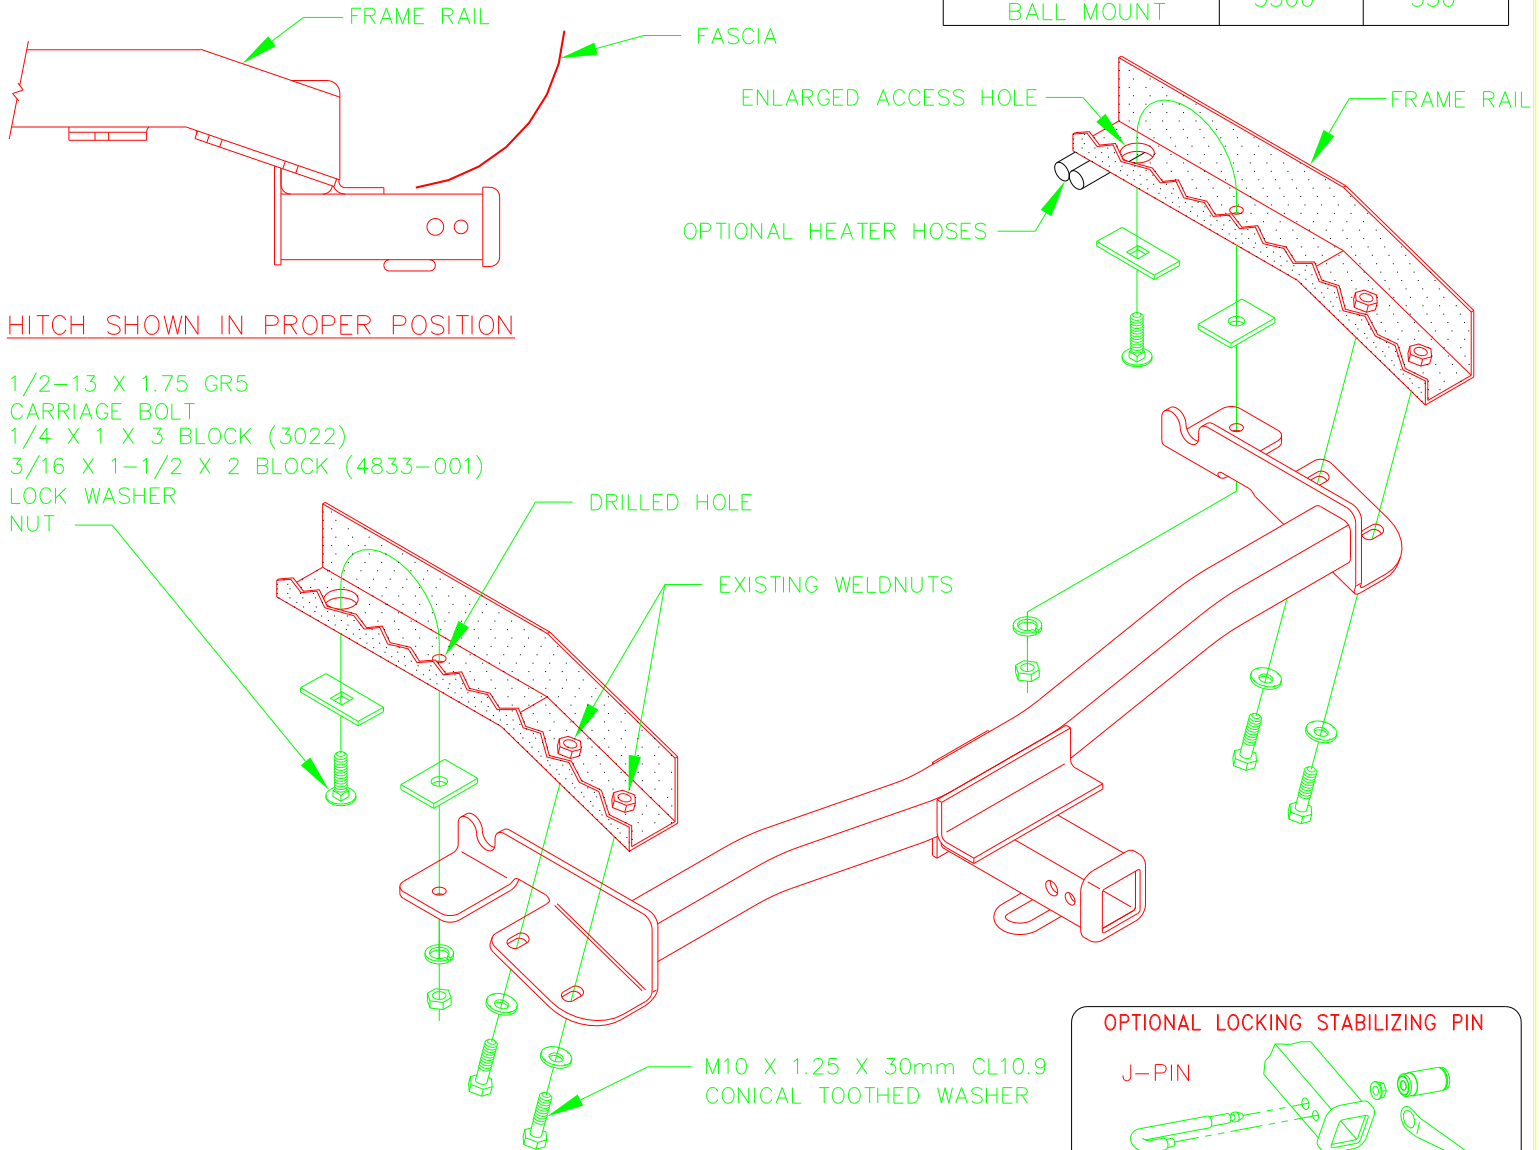 FRAME RAIL
FASCIA
BALL MOUNT
ENLARGED ACCESS HOLE
FRAME RAIL
OPTIONAL HEATER HOSES
HITCH SHOWN IN PROPER POSITION
1/2-13 X 1.75 GR5
CARRIAGE BOLT
1/4 X 1 X 3 BLOCK (3022)
3/16 X 1-1/2 X 2 BLOCK (4833-001)
LOCK WASHER
NUT
DRILLED HOLE
EXISTING WELDNUTS
M10 X 1.25 X 30mm CL10.9
CONICAL TOOTHED WASHER
OPTIONAL LOCKING STABILIZING PIN
J-PIN